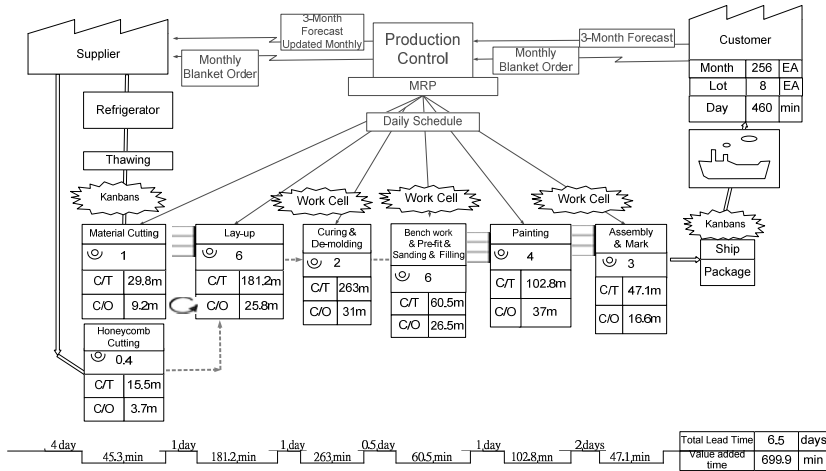 3-Month
Forecast
Updated Monthly
Production
Control
3-Month Forecast
Customer
Supplier
Monthly
Blanket Order
Monthly
Blanket Order
MRP
Month 256 EA
Lot 8 EA
Day 460 min
Refrigerator
Daily Schedule
Thawing
Kanbans
Work Cell
Work Cell
Work Cell
Kanbans
Material Cutting
1
C/T 29.8m
C/O 9.2m
Lay-up
6
C/T 181.2m
C/O 25.8m
Curing &
De-molding
2
C/T 263m
C/O 31m
Bench work
& Pre-fit &
Sanding & Filling
6
C/T 60.5m
C/O 26.5m
Painting
4
C/T 102.8m
C/O 37m
Assembly
& Mark
3
C/T 47.1m
C/O 16.6m
Ship
Package
Honeycomb
Cutting
0.4
C/T 15.5m
C/O 3.7m
4 day 1 day 1 day 0.5 day 1 day 2 days
45.3 min 181.2 min 263 min 60.5 min 102.8 mn 47.1 min
Total Lead Time 6.5 days
Value added
time 699.9 min